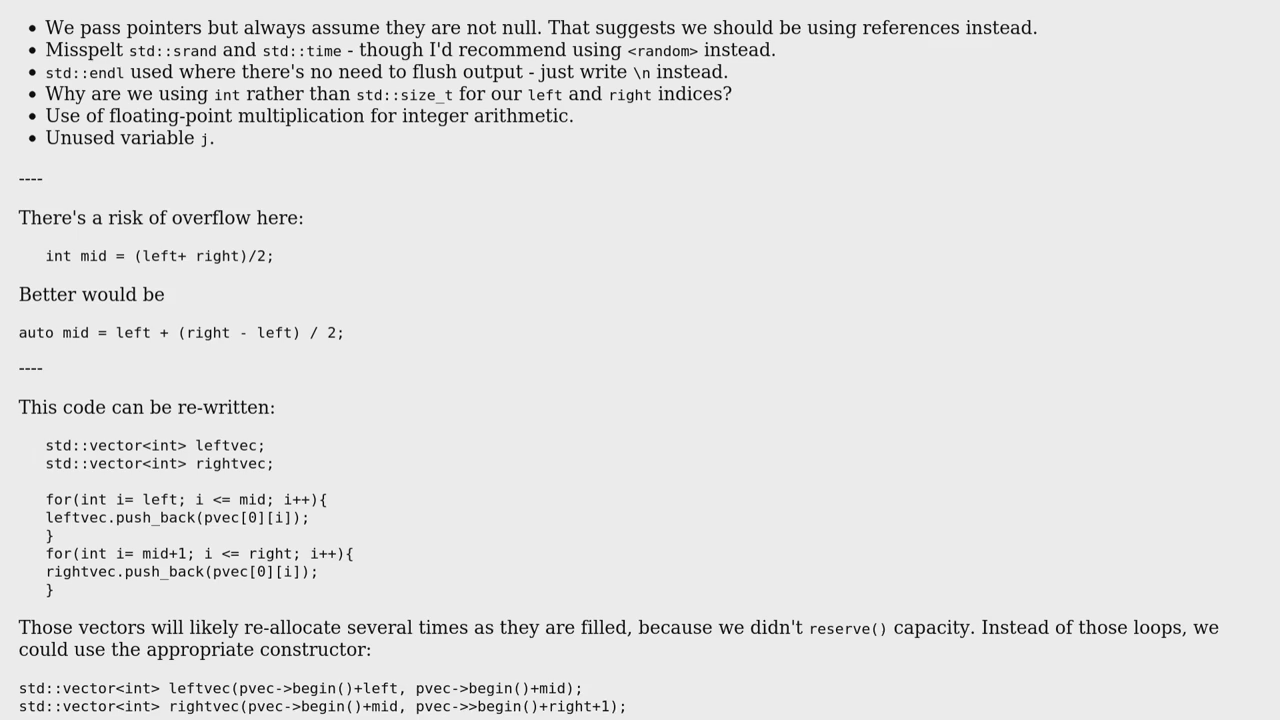 • We pass pointers but always assume they are not null. That suggests we should be using references instead.
• Misspelt std::srand and std::time - though I'd recommend using <random> instead.
• std::endl used where there's no need to flush output - just write \n instead.
• Why are we using int rather than std::size_t for our left and right indices?
• Use of floating-point multiplication for integer arithmetic.
• Unused variable j.
----
There's a risk of overflow here:
int mid = (left+ right)/2;
Better would be
auto mid = left + (right - left) / 2;
----
This code can be re-written:
std::vector<int> leftvec;
std::vector<int> rightvec;
for(int i= left; i <= mid; i++){
leftvec.push_back(pvec[0][i]);
}
for(int i= mid+1; i <= right; i++){
rightvec.push_back(pvec[0][i]);
}
Those vectors will likely re-allocate several times as they are filled, because we didn't reserve() capacity. Instead of those loops, we
could use the appropriate constructor:
std::vector<int> leftvec(pvec->begin()+left, pvec->begin()+mid);
std::vector<int> rightvec(pvec->begin()+mid, pvec->>begin()+right+1);